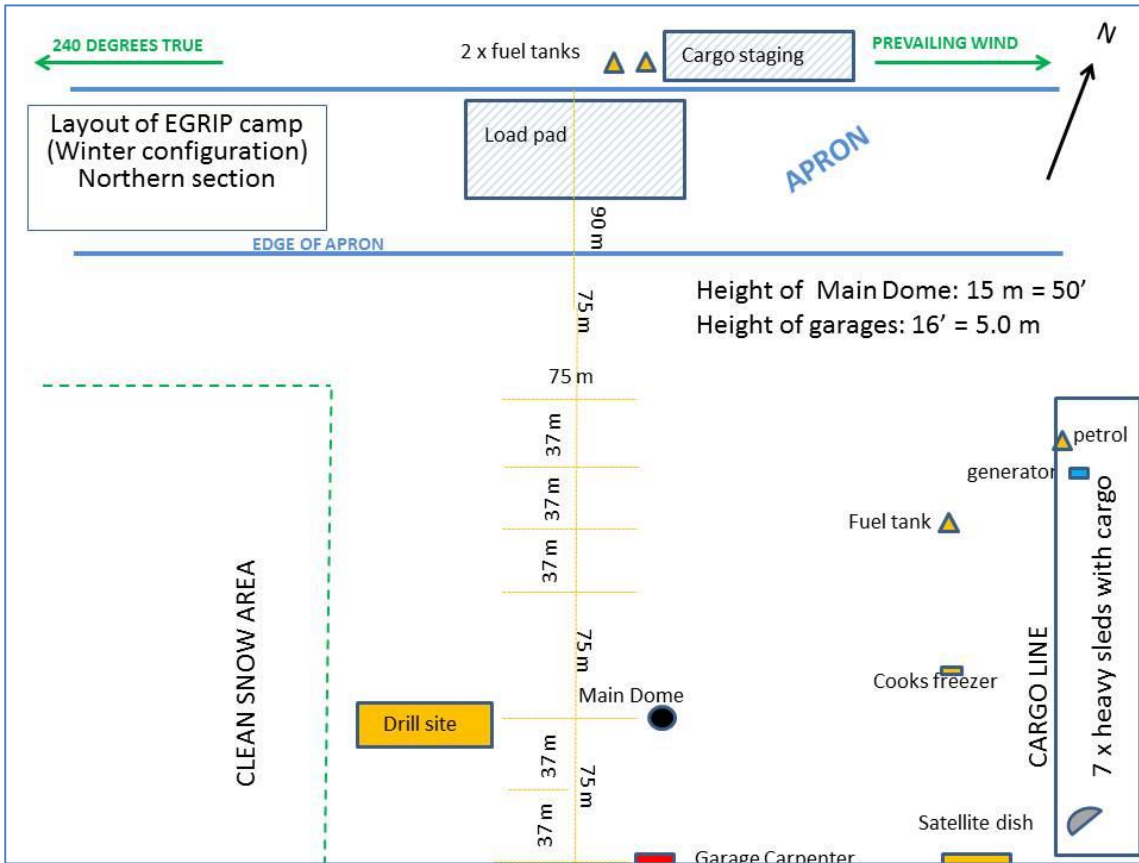 240 DEGREES TRUE
2 x fuel tanks
Cargo staging
PREVAILING WIND
N
Layout of EGRIP camp
(Winter configuration)
Northern section
Load pad
APRON
90 m
EDGE OF APRON
75 m
Height of Main Dome: 15 m = 50'
Height of garages: 16' = 5.0 m
75 m
37 m
petrol
generator
37 m
Fuel tank
37 m
CLEAN SNOW AREA
75 m
Cooks freezer
CARGO LINE
7 x heavy sleds with cargo
Main Dome
Drill site
37 m
75 m
37 m
Satellite dish
Garage Carpenter